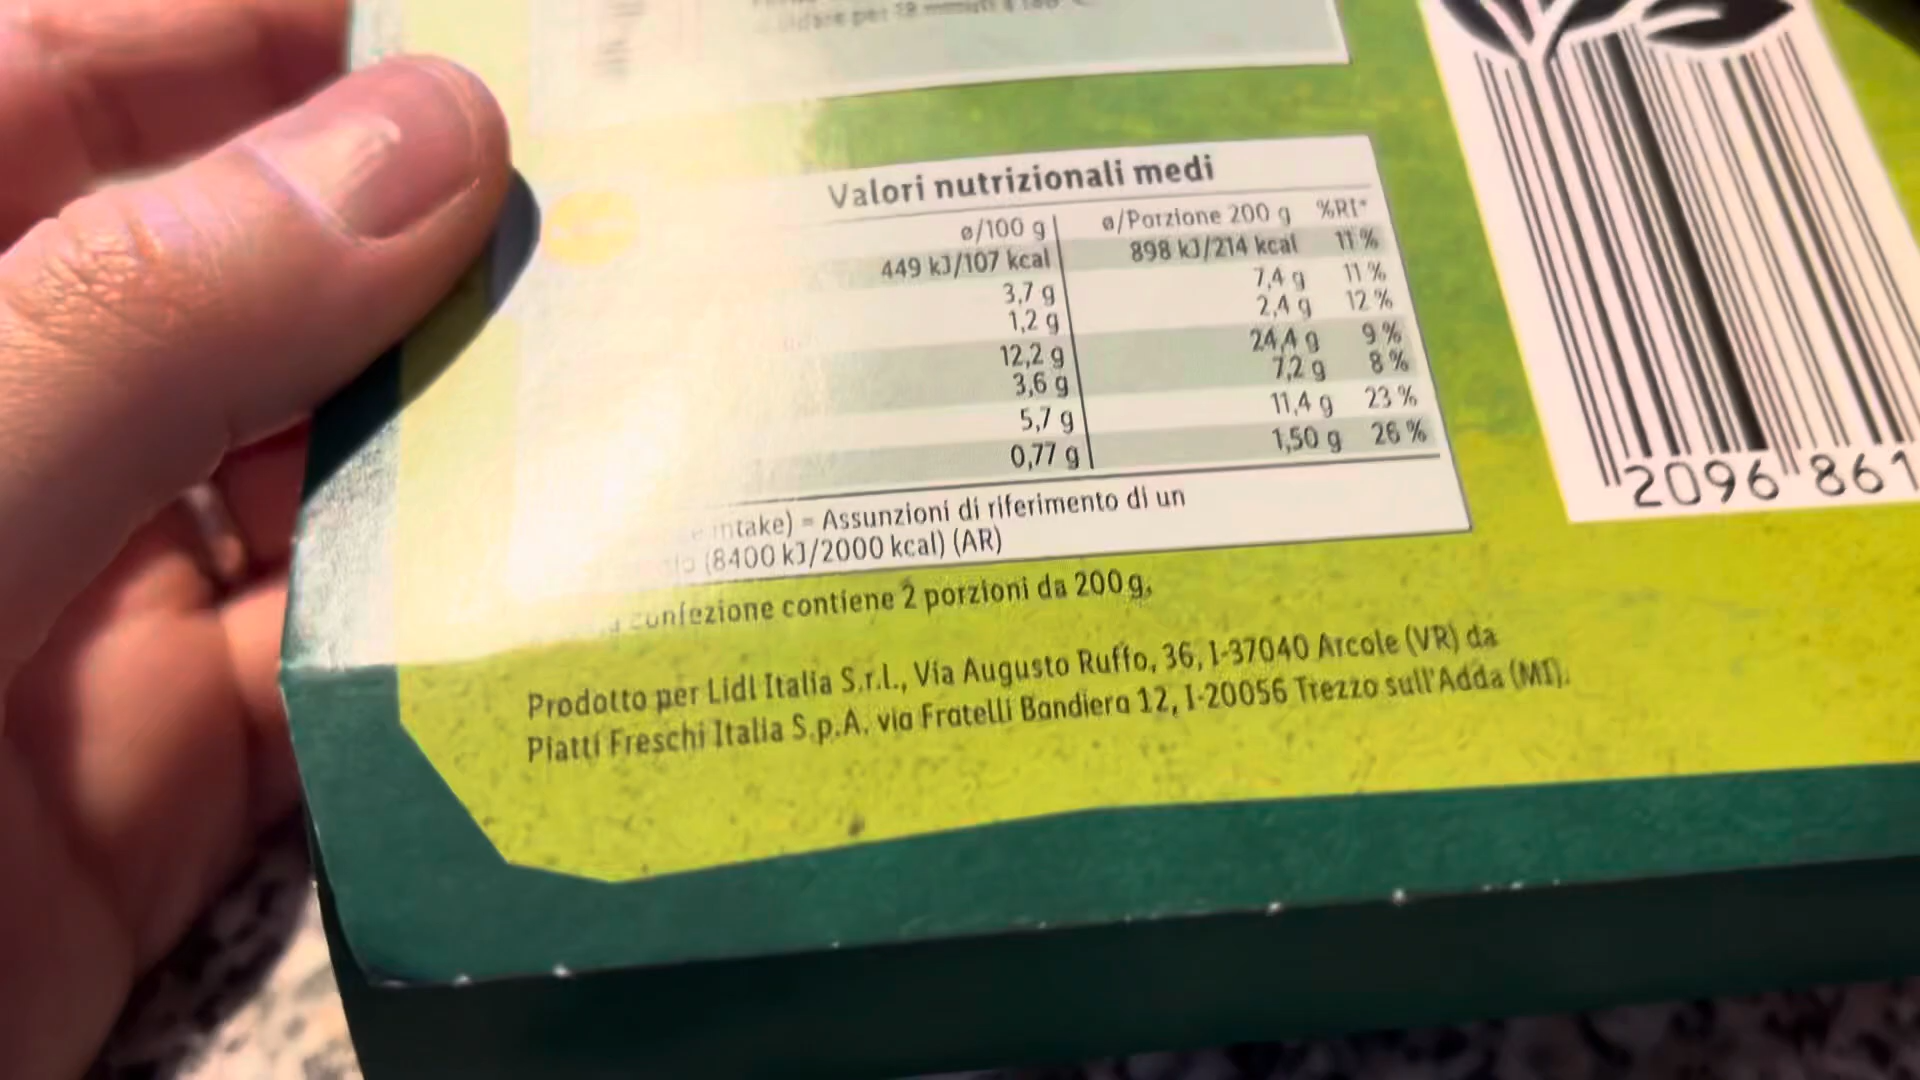 Valori nutrizionali medi
ø/100 g ø/Porzione 200 g %RI*
449 kJ/107 kcal 898 kJ/214 kcal 11 %
3,7 g 7,4 g 11 %
1,2 g 2,4 g 12 %
12,2 g 24,4 g 9 %
3,6 g 7,2 g 8 %
5,7 g 11,4 g 23 %
0,77 g 1,50 g 26 %
intake) = Assunzioni di riferimento di un
(8400 kJ/2000 kcal) (AR)
confezione contiene 2 porzioni da 200 g.
Prodotto per Lidl Italia S.r.l., Via Augusto Ruffo, 36, I-37040 Arcole (VR) da
Piatti Freschi Italia S.p.A. via Fratelli Bandiera 12, I-20056 Trezzo sull'Adda (MI).
2096 861